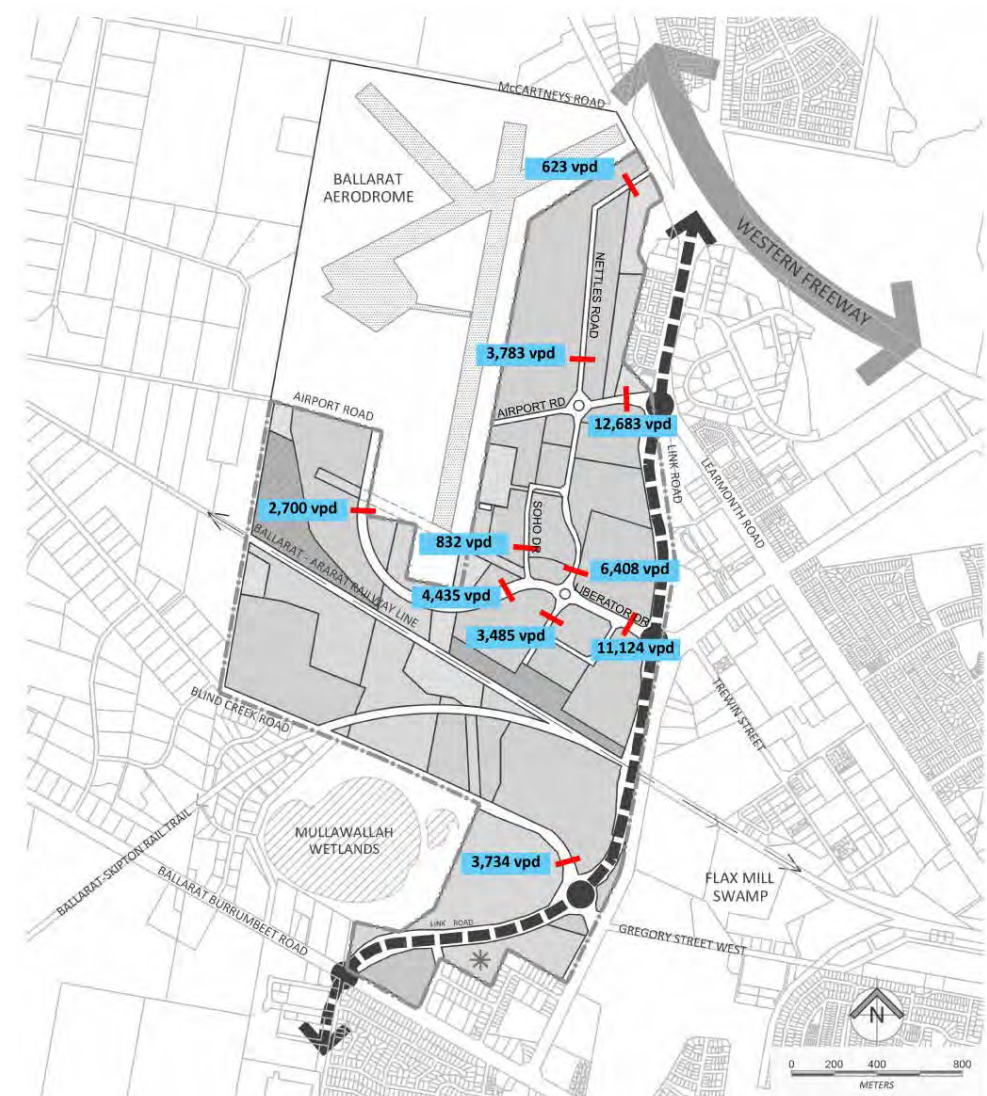 McCARTNEYS ROAD
623 vpd
BALLARAT
AERODROME
WESTERN FREEWAY
NETTLES ROAD
3,783 vpd
AIRPORT ROAD
AIRPORT RD
12,683 vpd
LINK ROAD
LEARMONTH ROAD
2,700 vpd
SOHO DR
BALLARAT - ARARAT RAILWAY LINE
832 vpd
6,408 vpd
4,435 vpd
LIBERATOR DR
3,485 vpd
11,124 vpd
BLIND CREEK ROAD
TREWIN STREET
MULLAWALLAH
WETLANDS
BALLARAT-SKIPTON RAIL TRAIL
3,734 vpd
FLAX MILL
SWAMP
BALLARAT BURRUMBEET ROAD
LINK ROAD
GREGORY STREET WEST
N
0 200 400 800
METERS